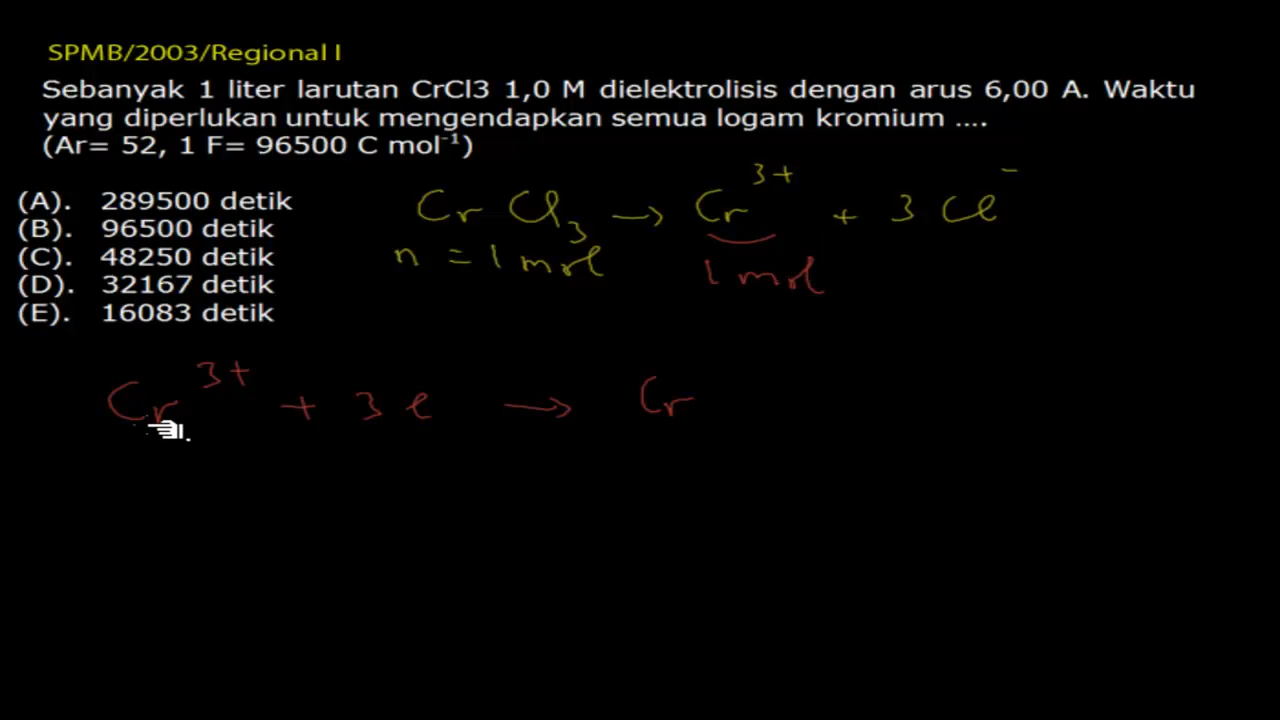 SPMB/2003/Regional I
Sebanyak 1 liter larutan CrCl3 1,0 M dielektrolisis dengan arus 6,00 A. Waktu
yang diperlukan untuk mengendapkan semua logam kromium ....
(Ar= 52, 1 F= 96500 C mol⁻¹)
(A). 289500 detik
(B). 96500 detik
(C). 48250 detik
(D). 32167 detik
(E). 16083 detik
CrCl₃ → Cr³⁺ + 3 Cl⁻
n = 1 mol
1 mol
Cr³⁺ + 3 e → Cr